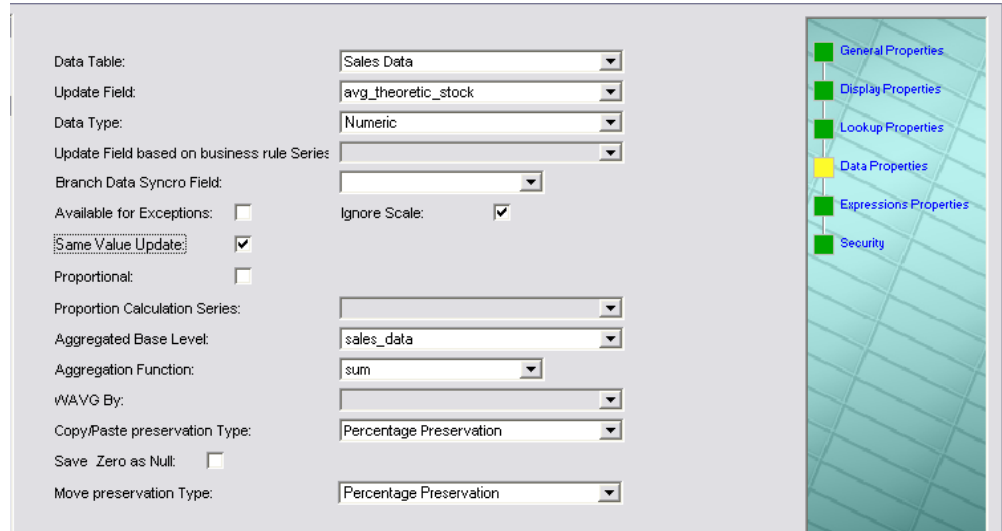 Data Table: Sales Data
Update Field: avg_theoretic_stock
Data Type: Numeric
Update Field based on business rule Series
Branch Data Syncro Field:
Available for Exceptions: Ignore Scale:
Same Value Update:
Proportional:
Proportion Calculation Series:
Aggregated Base Level: sales_data
Aggregation Function: sum
WAVG By:
Copy/Paste preservation Type: Percentage Preservation
Save Zero as Null:
Move preservation Type: Percentage Preservation
General Properties
Display Properties
Lookup Properties
Data Properties
Expressions Properties
Security